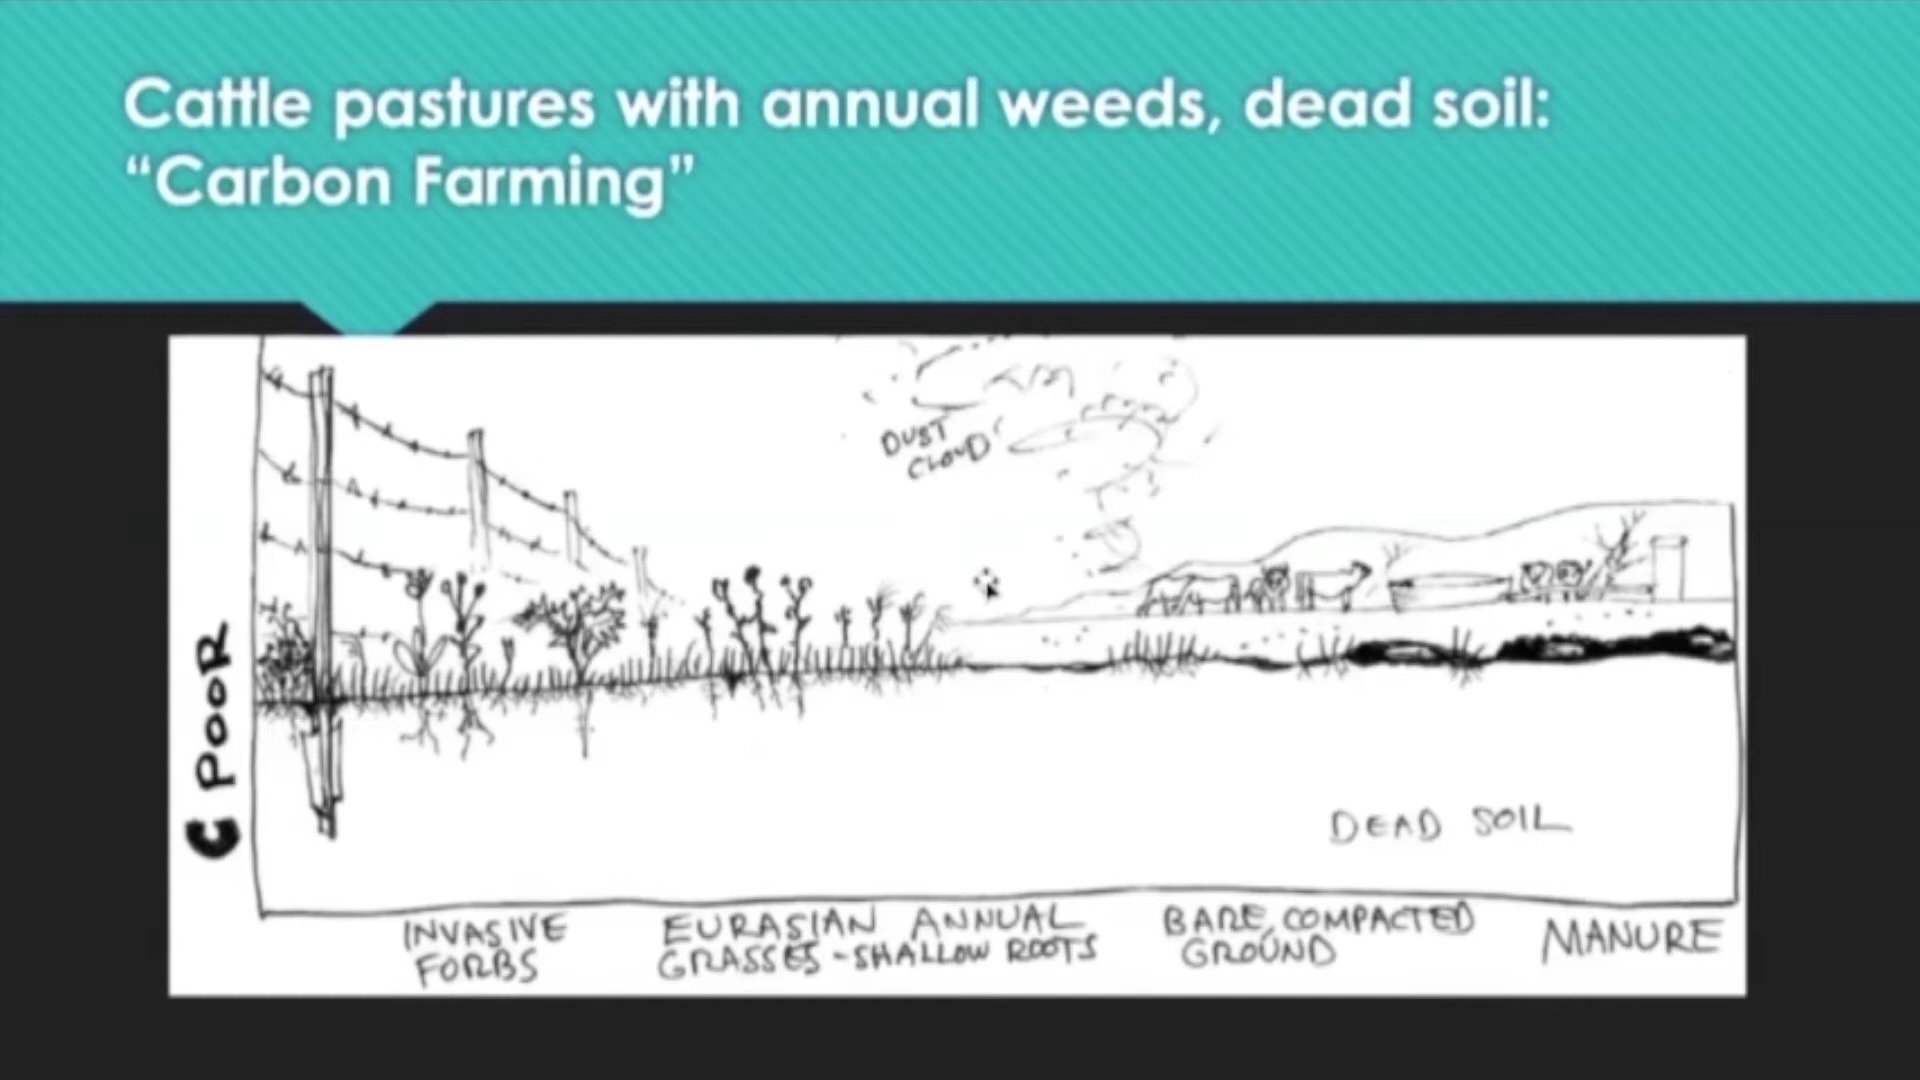 Cattle pastures with annual weeds, dead soil:
“Carbon Farming”
DUST
CLOUD
C POOR
DEAD SOIL
INVASIVE
FORBS
EURASIAN ANNUAL
GRASSES - SHALLOW ROOTS
BARE, COMPACTED
GROUND
MANURE